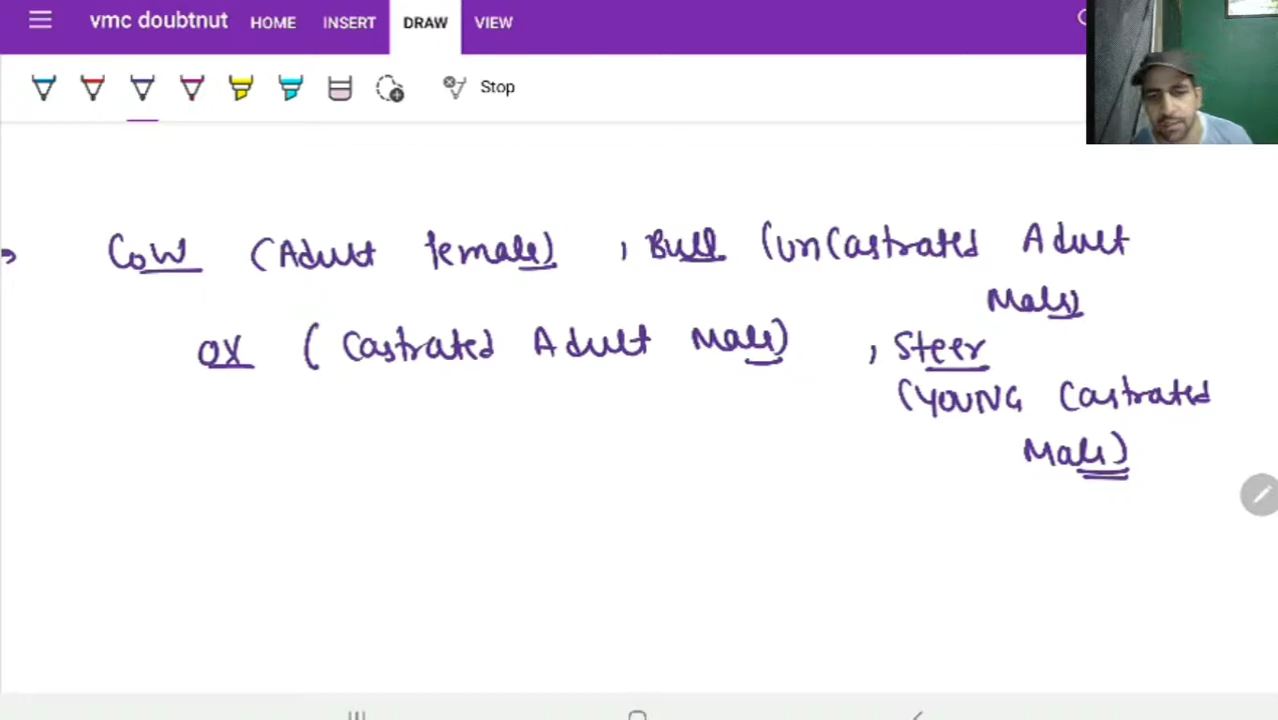 vmc doubtnut HOME INSERT DRAW VIEW
Stop
Cow (Adult female) , Bull (Uncastrated Adult
Male)
OX (Castrated Adult Male) , Steer
(YOUNG Castrated
Male)